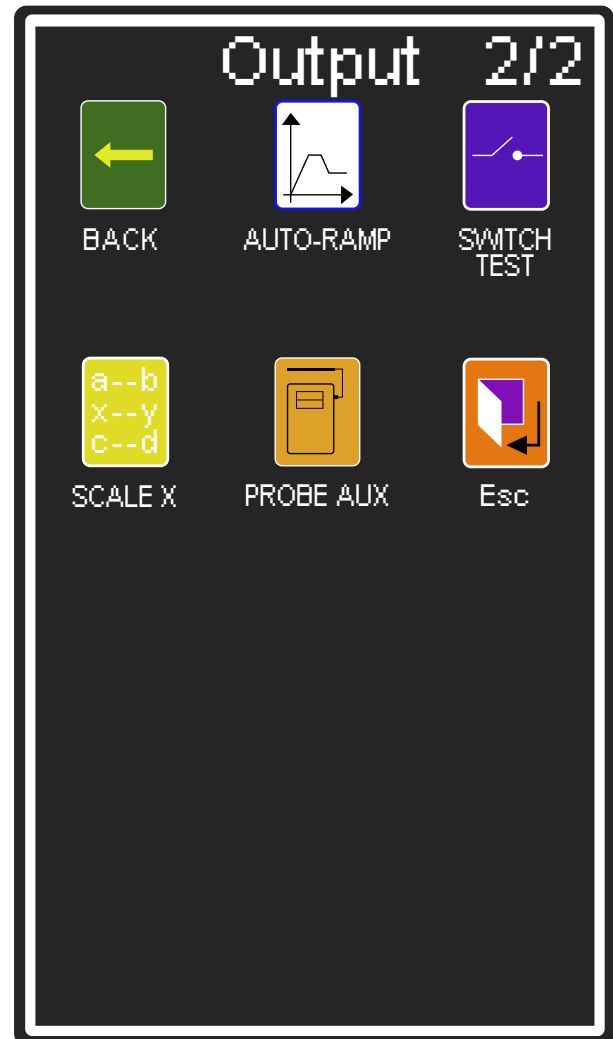 Output 2/2
BACK
AUTO-RAMP
SWITCH
TEST
a--b
x--y
c--d
SCALE X
PROBE AUX
Esc